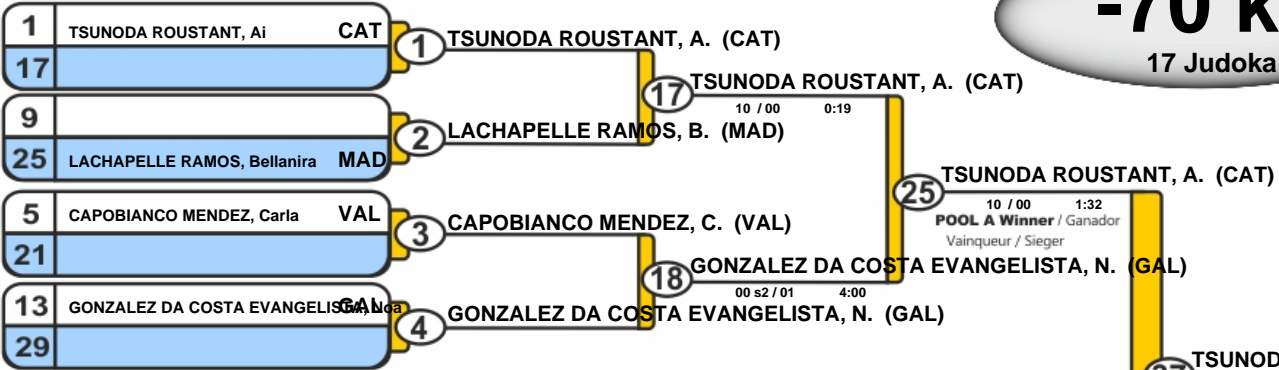 -70 k
17 Judoka
1 TSUNODA ROUSTANT, Ai CAT
17
1 TSUNODA ROUSTANT, A. (CAT)
17 TSUNODA ROUSTANT, A. (CAT)
10 / 00 0:19
9
25 LACHAPELLE RAMOS, Bellanira MAD
2 LACHAPELLE RAMOS, B. (MAD)
25 TSUNODA ROUSTANT, A. (CAT)
10 / 00 1:32
POOL A Winner / Ganador
Vainqueur / Sieger
5 CAPOBIANCO MENDEZ, Carla VAL
21
3 CAPOBIANCO MENDEZ, C. (VAL)
18 GONZALEZ DA COSTA EVANGELISTA, N. (GAL)
00 s2 / 01 4:00
13 GONZALEZ DA COSTA EVANGELISTA, Noa GAL
29
4 GONZALEZ DA COSTA EVANGELISTA, N. (GAL)
TSUNOD